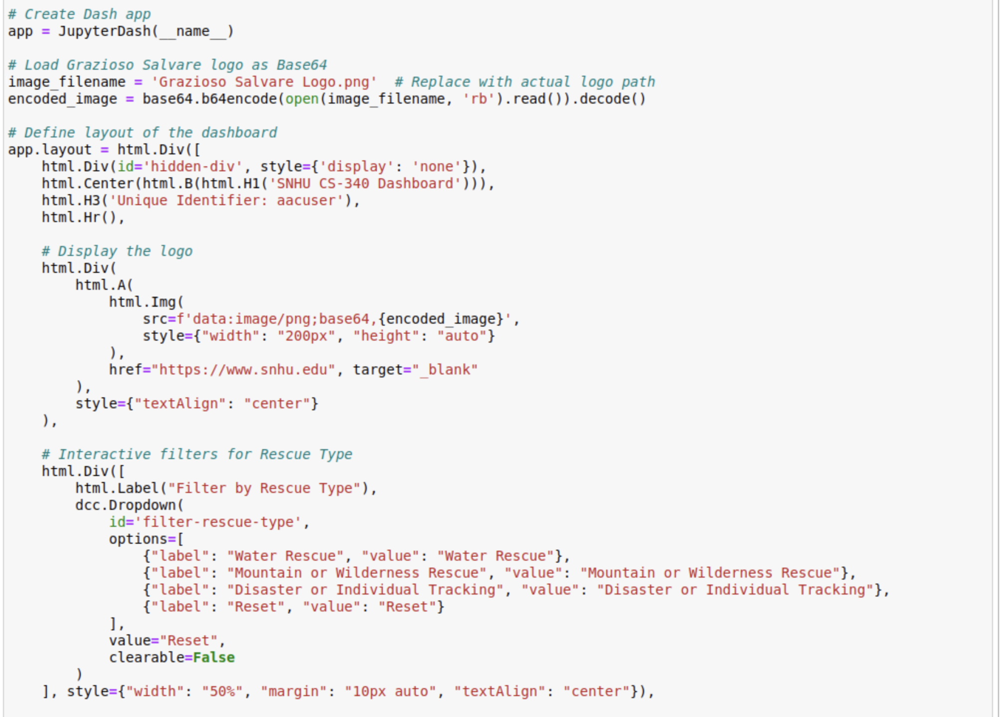 # Create Dash app
app = JupyterDash(__name__)

# Load Grazioso Salvare logo as Base64
image_filename = 'Grazioso Salvare Logo.png'  # Replace with actual logo path
encoded_image = base64.b64encode(open(image_filename, 'rb').read()).decode()

# Define layout of the dashboard
app.layout = html.Div([
    html.Div(id='hidden-div', style={'display': 'none'}),
    html.Center(html.B(html.H1('SNHU CS-340 Dashboard'))),
    html.H3('Unique Identifier: aacuser'),
    html.Hr(),

    # Display the logo
    html.Div(
        html.A(
            html.Img(
                src=f'data:image/png;base64,{encoded_image}',
                style={"width": "200px", "height": "auto"}
            ),
            href="https://www.snhu.edu", target="_blank"
        ),
        style={"textAlign": "center"}
    ),

    # Interactive filters for Rescue Type
    html.Div([
        html.Label("Filter by Rescue Type"),
        dcc.Dropdown(
            id='filter-rescue-type',
            options=[
                {"label": "Water Rescue", "value": "Water Rescue"},
                {"label": "Mountain or Wilderness Rescue", "value": "Mountain or Wilderness Rescue"},
                {"label": "Disaster or Individual Tracking", "value": "Disaster or Individual Tracking"},
                {"label": "Reset", "value": "Reset"}
            ],
            value="Reset",
            clearable=False
        )
    ], style={"width": "50%", "margin": "10px auto", "textAlign": "center"}),